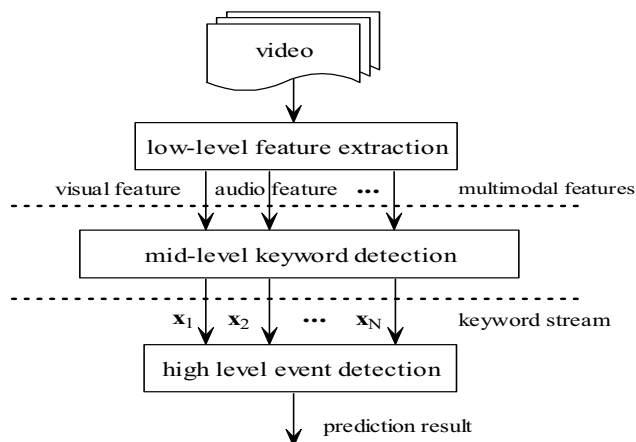 video
low-level feature extraction
visual feature audio feature ... multimodal features
mid-level keyword detection
x1 x2 ... xN keyword stream
high level event detection
prediction result